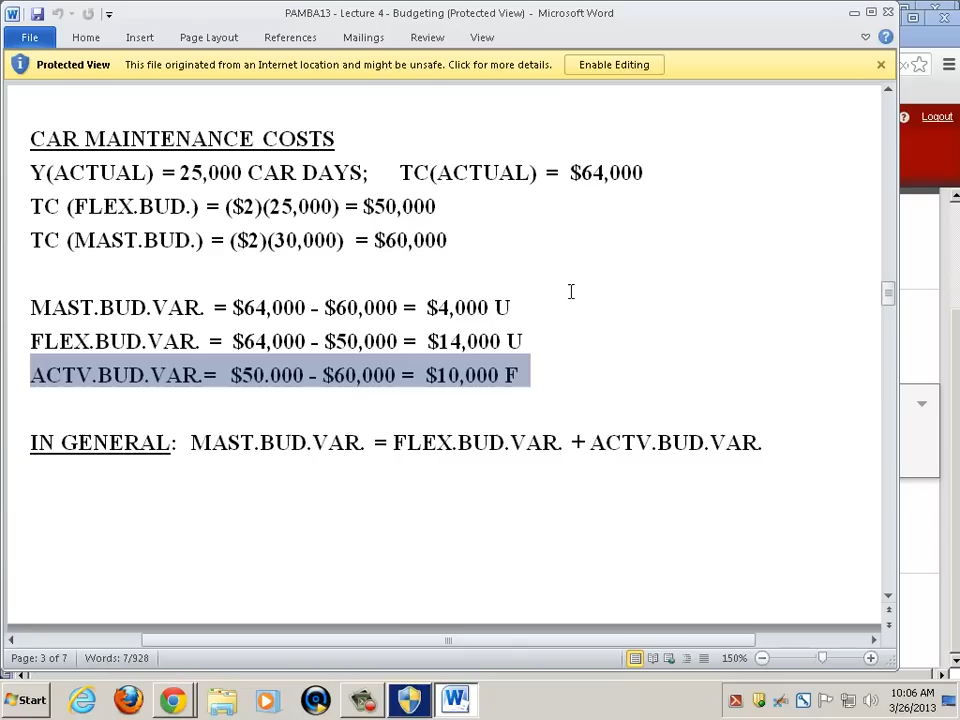 PAMBA13 - Lecture 4 - Budgeting (Protected View) - Microsoft Word
File Home Insert Page Layout References Mailings Review View
Protected View This file originated from an Internet location and might be unsafe. Click for more details. Enable Editing
Logout
CAR MAINTENANCE COSTS
Y(ACTUAL) = 25,000 CAR DAYS; TC(ACTUAL) = $64,000
TC (FLEX.BUD.) = ($2)(25,000) = $50,000
TC (MAST.BUD.) = ($2)(30,000) = $60,000
MAST.BUD.VAR. = $64,000 - $60,000 = $4,000 U
FLEX.BUD.VAR. = $64,000 - $50,000 = $14,000 U
ACTV.BUD.VAR.= $50.000 - $60,000 = $10,000 F
IN GENERAL: MAST.BUD.VAR. = FLEX.BUD.VAR. + ACTV.BUD.VAR.
Page: 3 of 7 Words: 7/928 150%
Start 10:06 AM
3/26/2013